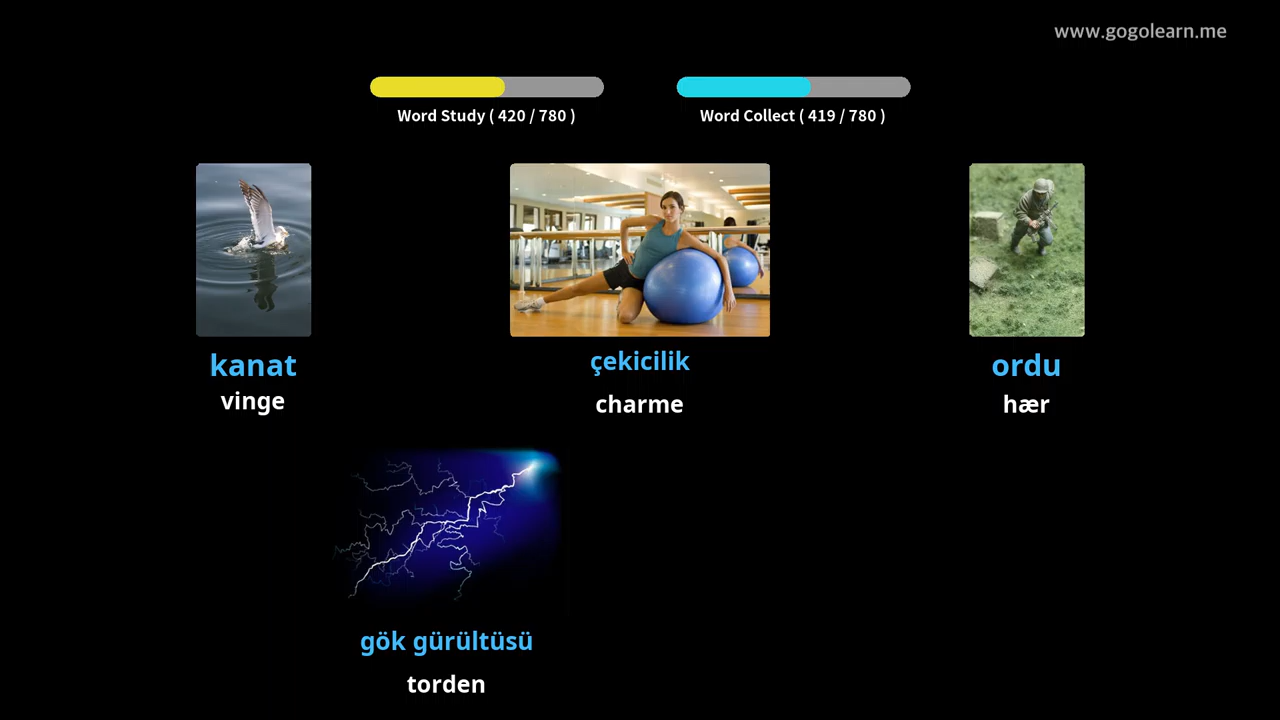 www.gogolearn.me
Word Study ( 420 / 780 )
Word Collect ( 419 / 780 )
kanat
vinge
çekicilik
charme
ordu
hær
gök gürültüsü
torden